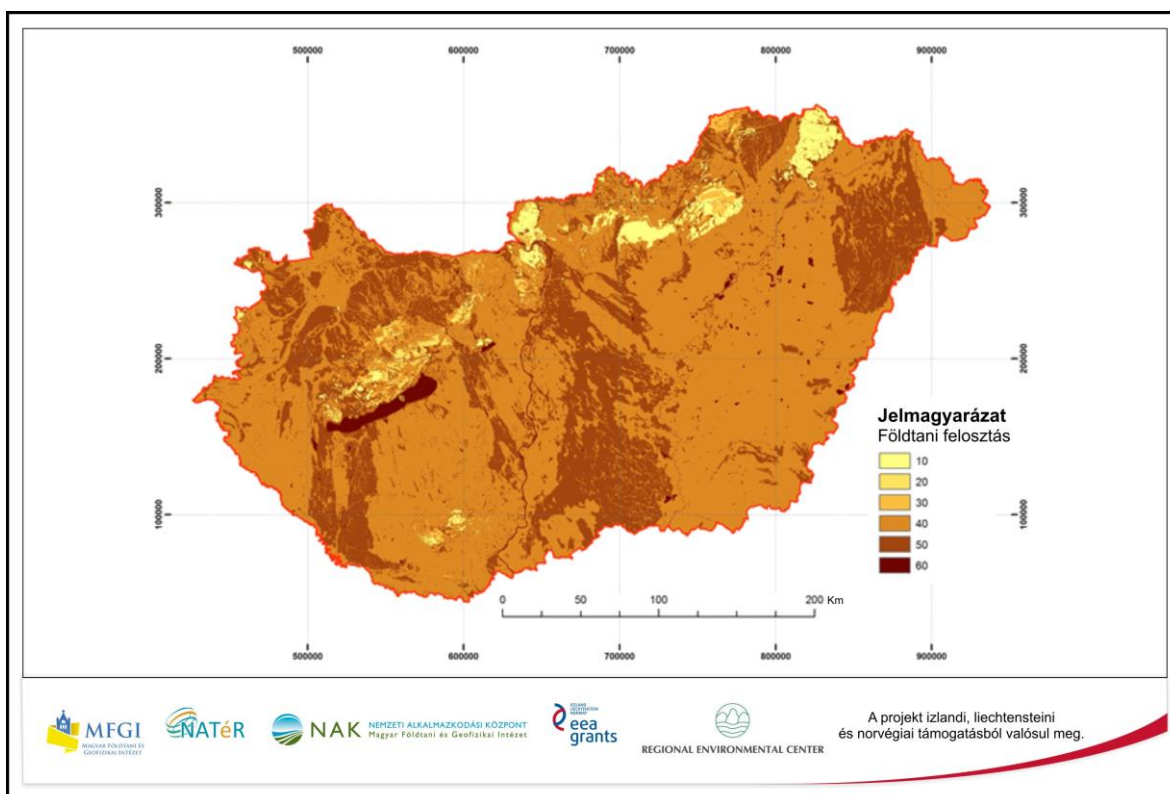 500000 600000 700000 800000 900000
300000 300000
200000 200000
100000 100000
Jelmagyarázat
Földtani felosztás
10
20
30
40
50
60
0 50 100 200 Km
500000 600000 700000 800000 900000
MFGI
MAGYAR FÖLDTANI ÉS
GEOFIZIKAI INTÉZET
NATéR
NAK
NEMZETI ALKALMAZKODÁSI KÖZPONT
Magyar Földtani és Geofizikai Intézet
IZLAND
LIECHTENSTEIN
NORWAY
eea
grants
REGIONAL ENVIRONMENTAL CENTER
A projekt izlandi, liechtensteini
és norvégiai támogatásból valósul meg.